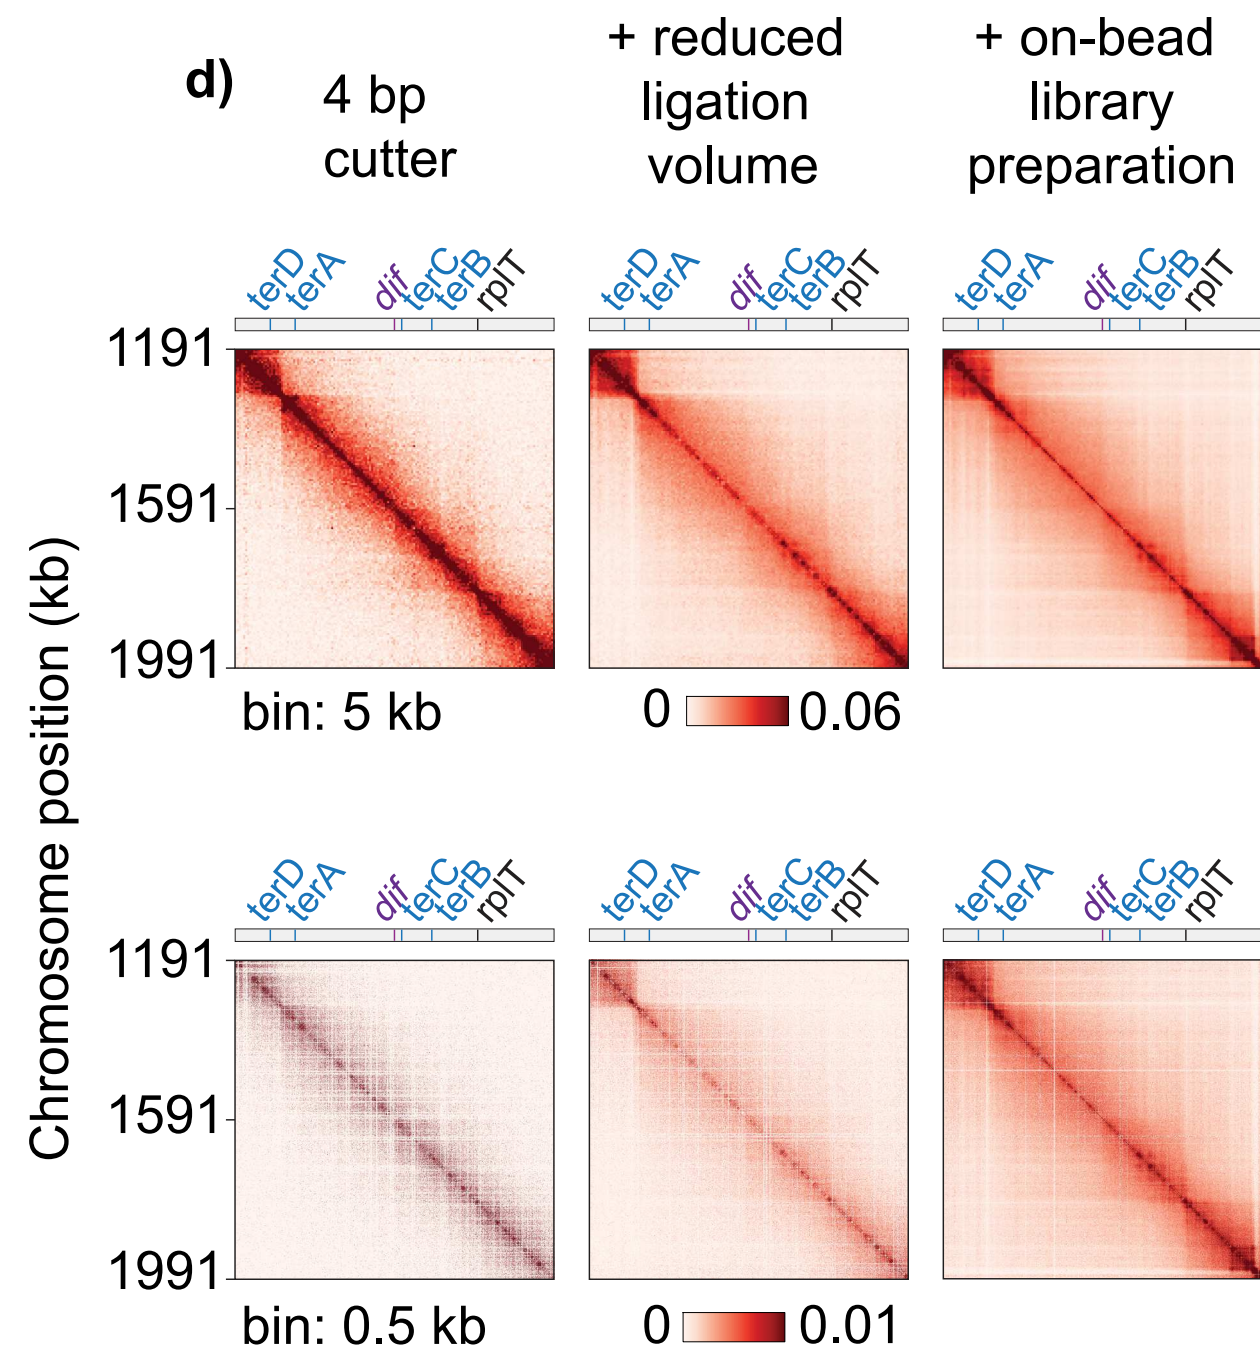 d)
4 bp
cutter
+ reduced
ligation
volume
+ on-bead
library
preparation
terD terA dif terC terB rplT
terD terA dif terC terB rplT
terD terA dif terC terB rplT
1191
1591
1991
Chromosome position (kb)
bin: 5 kb
0 0.06
terD terA dif terC terB rplT
terD terA dif terC terB rplT
terD terA dif terC terB rplT
1191
1591
1991
bin: 0.5 kb
0 0.01